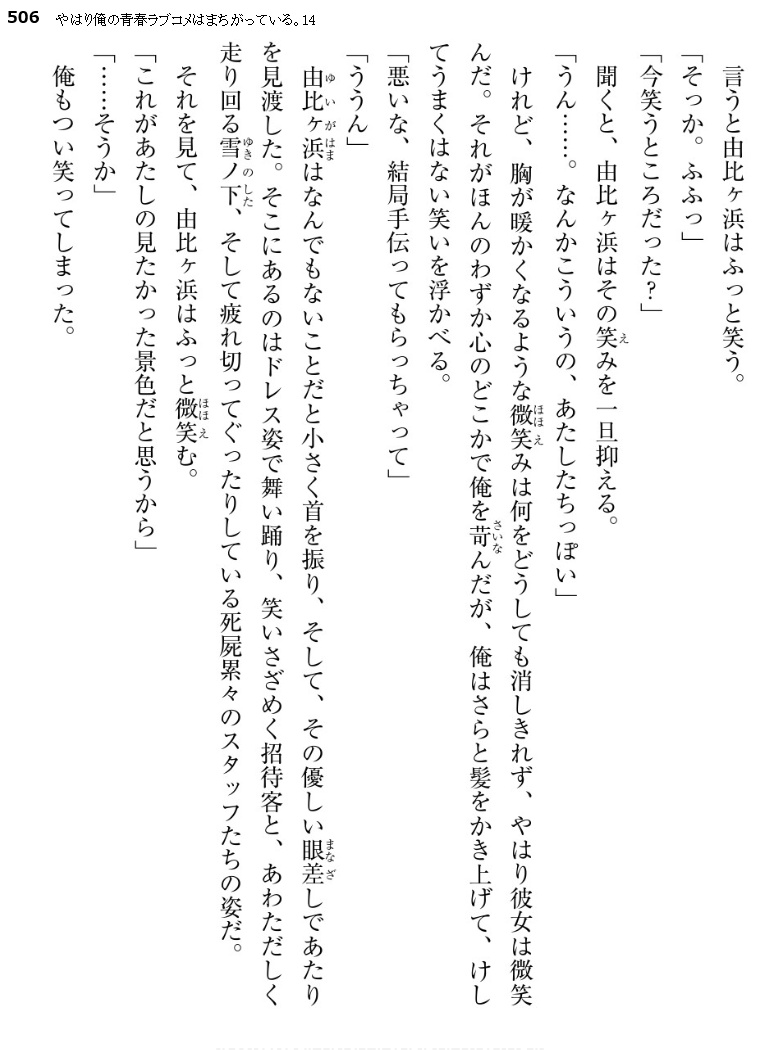 506 やはり俺の青春ラブコメはまちがっている。14
言うと由比ヶ浜はふっと笑う。
「そっか。ふふっ」
「今笑うところだった？」
聞くと、由比ヶ浜はその笑みを一旦抑える。
「うん……。なんかこういうの、あたしたちっぽい」
けれど、胸が暖かくなるような微笑みは何をどうしても消しきれず、やはり彼女は微笑
んだ。それがほんのわずか心のどこかで俺を苛んだが、俺はさらと髪をかき上げて、けし
てうまくはない笑いを浮かべる。
「悪いな、結局手伝ってもらっちゃって」
「ううん」
由比ヶ浜はなんでもないことだと小さく首を振り、そして、その優しい眼差しであたり
を見渡した。そこにあるのはドレス姿で舞い踊り、笑いさざめく招待客と、あわただしく
走り回る雪ノ下、そして疲れ切ってぐったりしている死屍累々のスタッフたちの姿だ。
それを見て、由比ヶ浜はふっと微笑む。
「これがあたしの見たかった景色だと思うから」
「……そうか」
俺もつい笑ってしまった。